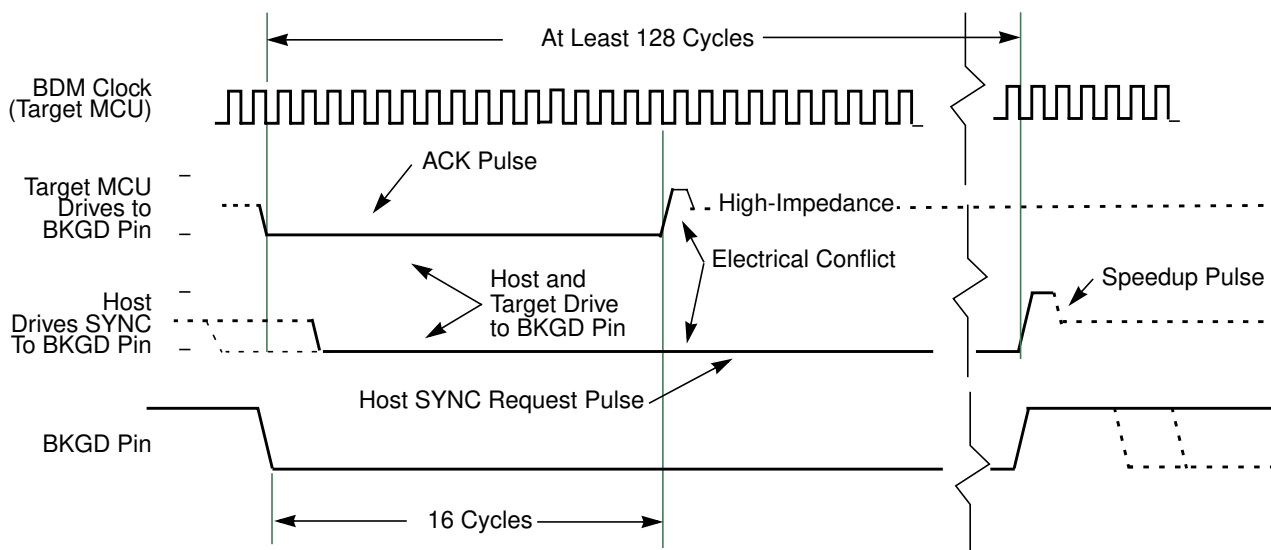 At Least 128 Cycles
BDM Clock
(Target MCU)
ACK Pulse
Target MCU
Drives to
BKGD Pin
High-Impedance
Electrical Conflict
Host and
Target Drive
to BKGD Pin
Speedup Pulse
Host
Drives SYNC
To BKGD Pin
Host SYNC Request Pulse
BKGD Pin
16 Cycles